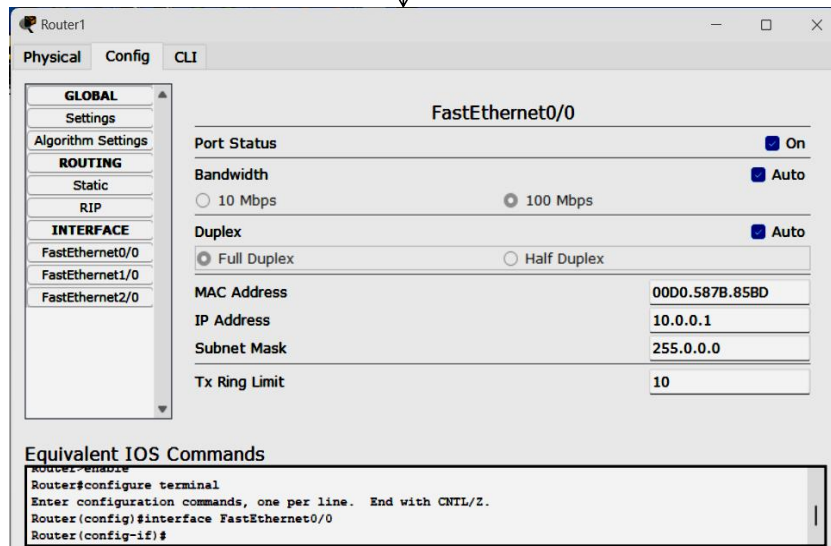 Router1
Physical Config CLI
GLOBAL
Settings
Algorithm Settings
ROUTING
Static
RIP
INTERFACE
FastEthernet0/0
FastEthernet1/0
FastEthernet2/0
FastEthernet0/0
Port Status On
Bandwidth Auto
10 Mbps 100 Mbps
Duplex Auto
Full Duplex Half Duplex
MAC Address 00D0.587B.85BD
IP Address 10.0.0.1
Subnet Mask 255.0.0.0
Tx Ring Limit 10
Equivalent IOS Commands
Router>enable
Router#configure terminal
Enter configuration commands, one per line. End with CNTL/Z.
Router(config)#interface FastEthernet0/0
Router(config-if)#